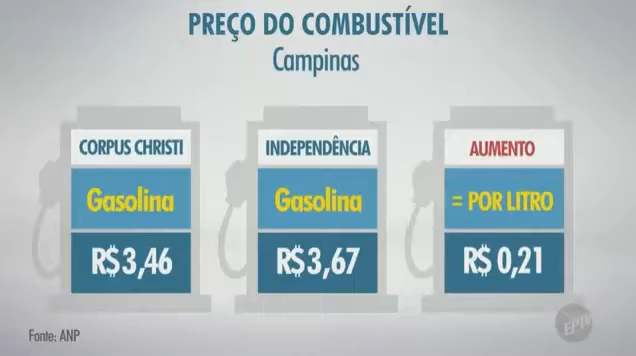 PREÇO DO COMBUSTÍVEL
Campinas
CORPUS CHRISTI
Gasolina
R$ 3,46
INDEPENDÊNCIA
Gasolina
R$ 3,67
AUMENTO
= POR LITRO
R$ 0,21
Fonte: ANP
EPTV